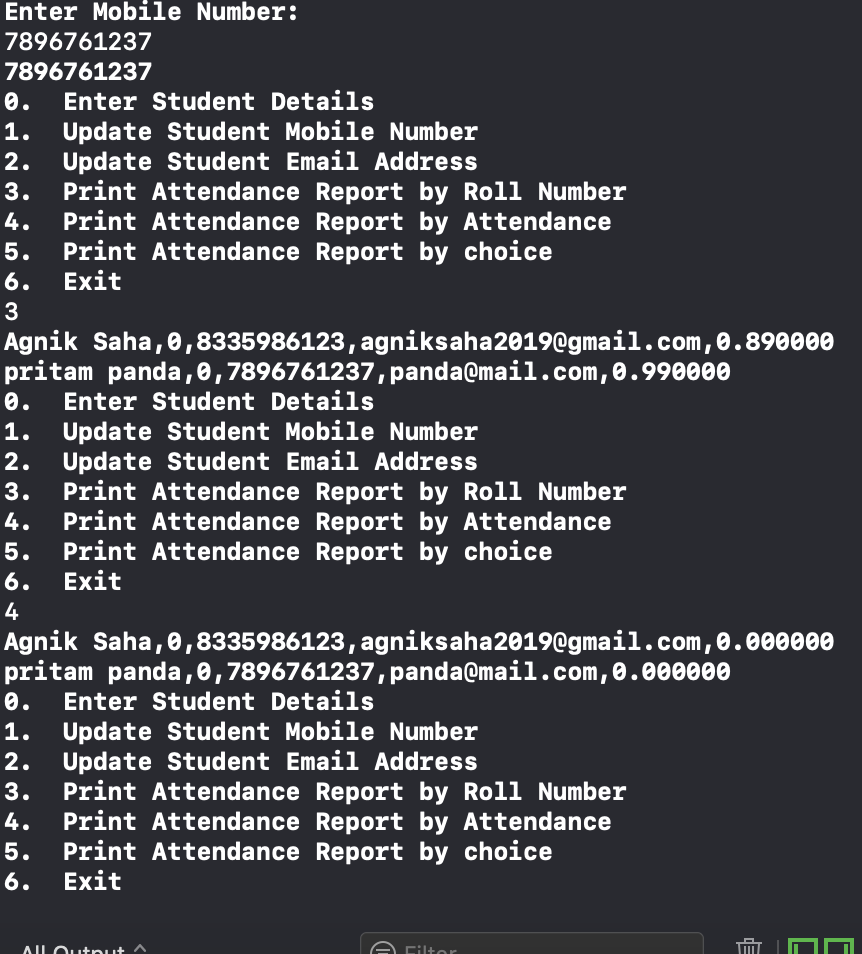 Enter Mobile Number:
7896761237
7896761237
0.  Enter Student Details
1.  Update Student Mobile Number
2.  Update Student Email Address
3.  Print Attendance Report by Roll Number
4.  Print Attendance Report by Attendance
5.  Print Attendance Report by choice
6.  Exit
3
Agnik Saha,0,8335986123,agniksaha2019@gmail.com,0.890000
pritam panda,0,7896761237,panda@mail.com,0.990000
0.  Enter Student Details
1.  Update Student Mobile Number
2.  Update Student Email Address
3.  Print Attendance Report by Roll Number
4.  Print Attendance Report by Attendance
5.  Print Attendance Report by choice
6.  Exit
4
Agnik Saha,0,8335986123,agniksaha2019@gmail.com,0.000000
pritam panda,0,7896761237,panda@mail.com,0.000000
0.  Enter Student Details
1.  Update Student Mobile Number
2.  Update Student Email Address
3.  Print Attendance Report by Roll Number
4.  Print Attendance Report by Attendance
5.  Print Attendance Report by choice
6.  Exit
All Output Filter